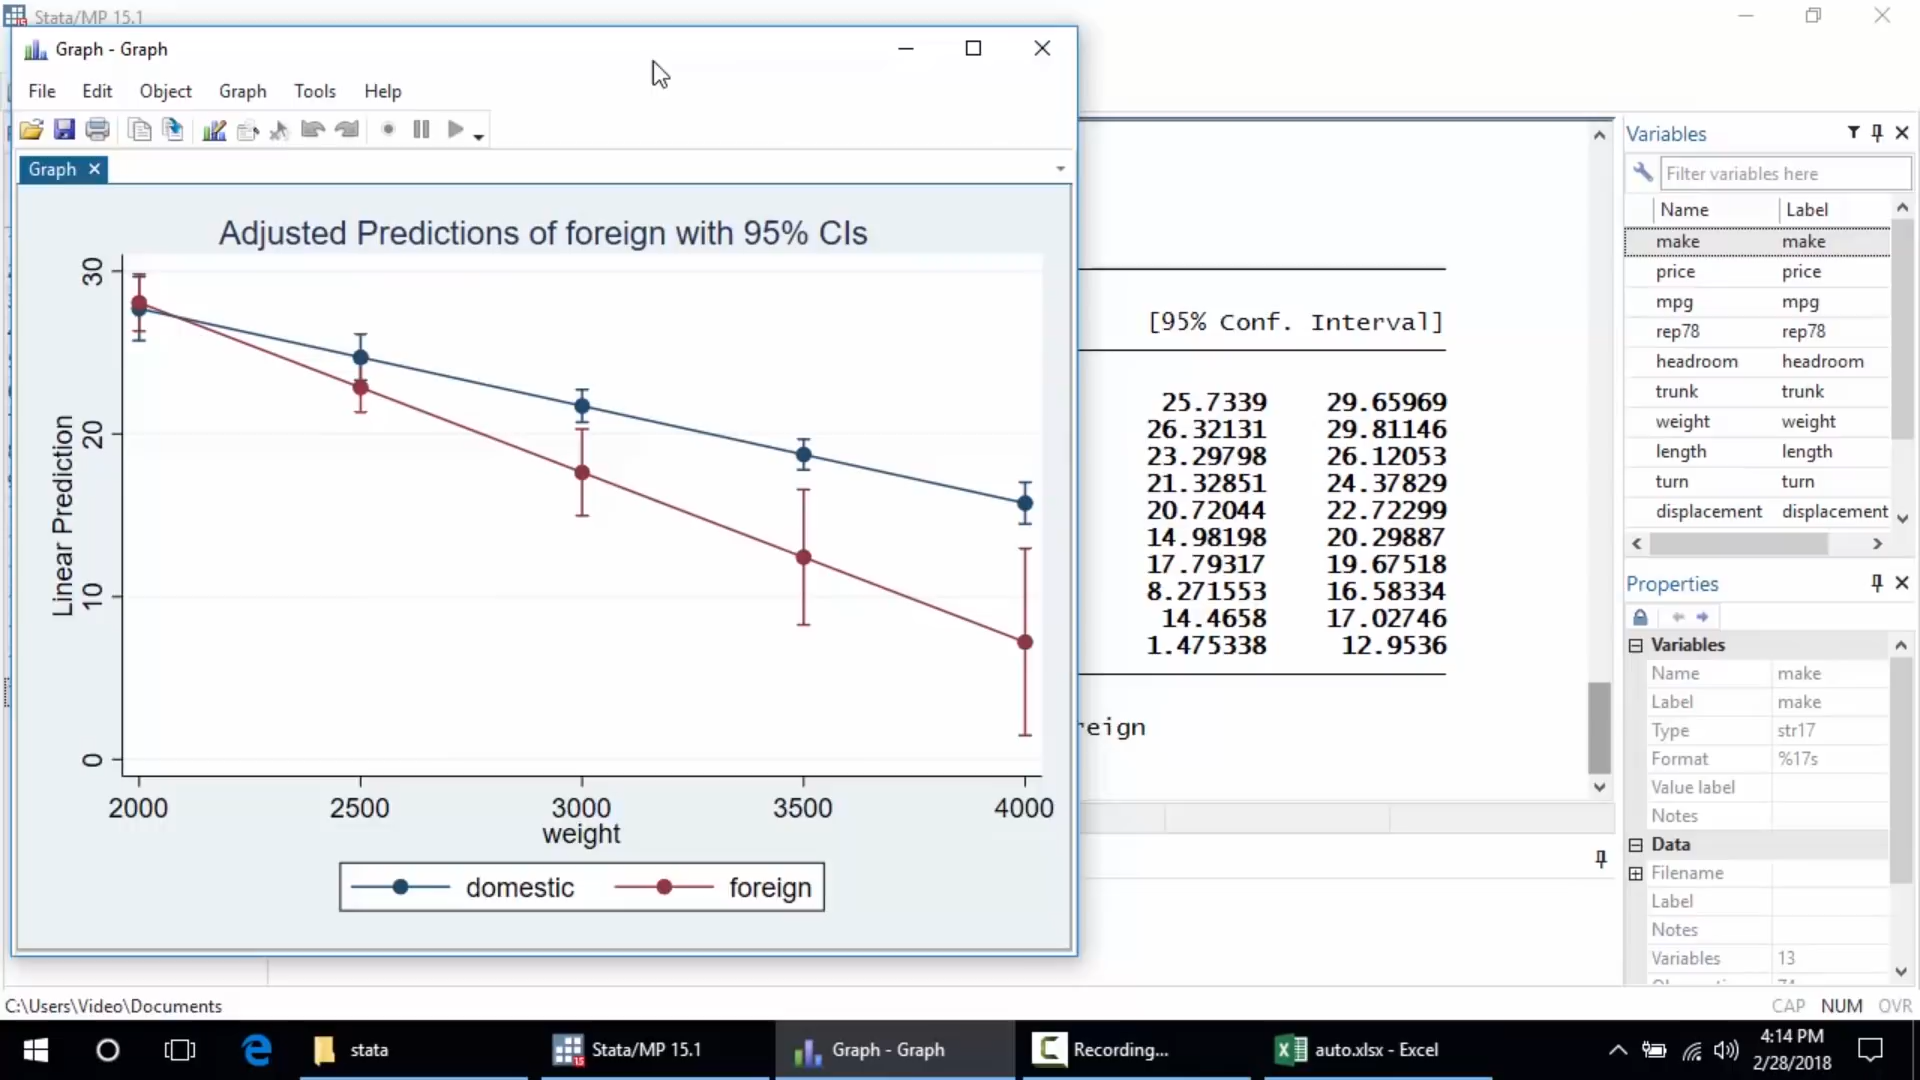 Stata/MP 15.1
Graph - Graph
File Edit Object Graph Tools Help
Graph
Adjusted Predictions of foreign with 95% CIs
30
20
10
0
Linear Prediction
2000 2500 3000 3500 4000
weight
domestic foreign
[95% Conf. Interval]
25.7339 29.65969
26.32131 29.81146
23.29798 26.12053
21.32851 24.37829
20.72044 22.72299
14.98198 20.29887
17.79317 19.67518
8.271553 16.58334
14.4658 17.02746
1.475338 12.9536
reign
Variables
Filter variables here
Name Label
make make
price price
mpg mpg
rep78 rep78
headroom headroom
trunk trunk
weight weight
length length
turn turn
displacement displacement
Properties
Variables
Name make
Label make
Type str17
Format %17s
Value label
Notes
Data
Filename
Label
Notes
Variables 13
C:\Users\Video\Documents
CAP NUM OVR
stata
Stata/MP 15.1
Graph - Graph
Recording...
auto.xlsx - Excel
4:14 PM
2/28/2018